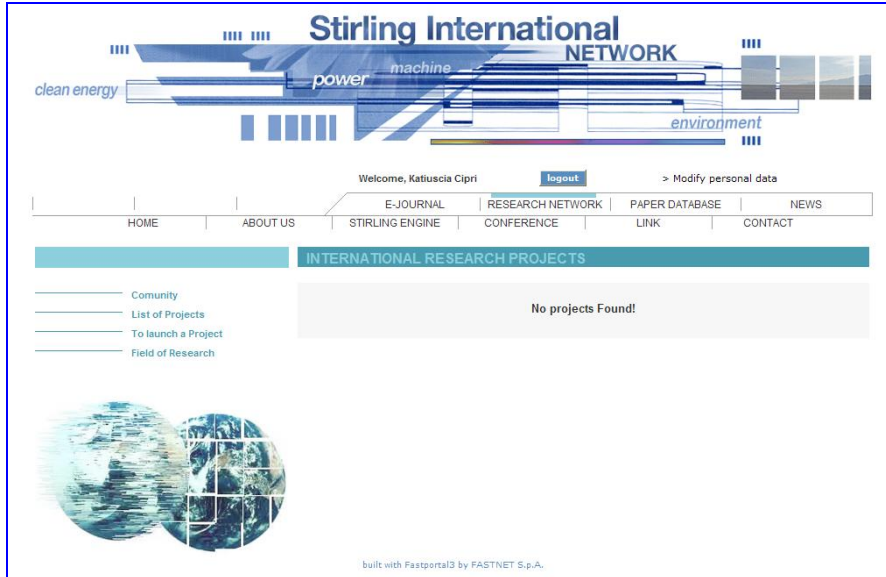 Stirling International
NETWORK
machine
power
clean energy
environment
Welcome, Katiuscia Cipri logout > Modify personal data
E-JOURNAL RESEARCH NETWORK PAPER DATABASE NEWS
HOME ABOUT US STIRLING ENGINE CONFERENCE LINK CONTACT
INTERNATIONAL RESEARCH PROJECTS
Comunity
List of Projects
To launch a Project
Field of Research
No projects Found!
built with Fastportal3 by FASTNET S.p.A.